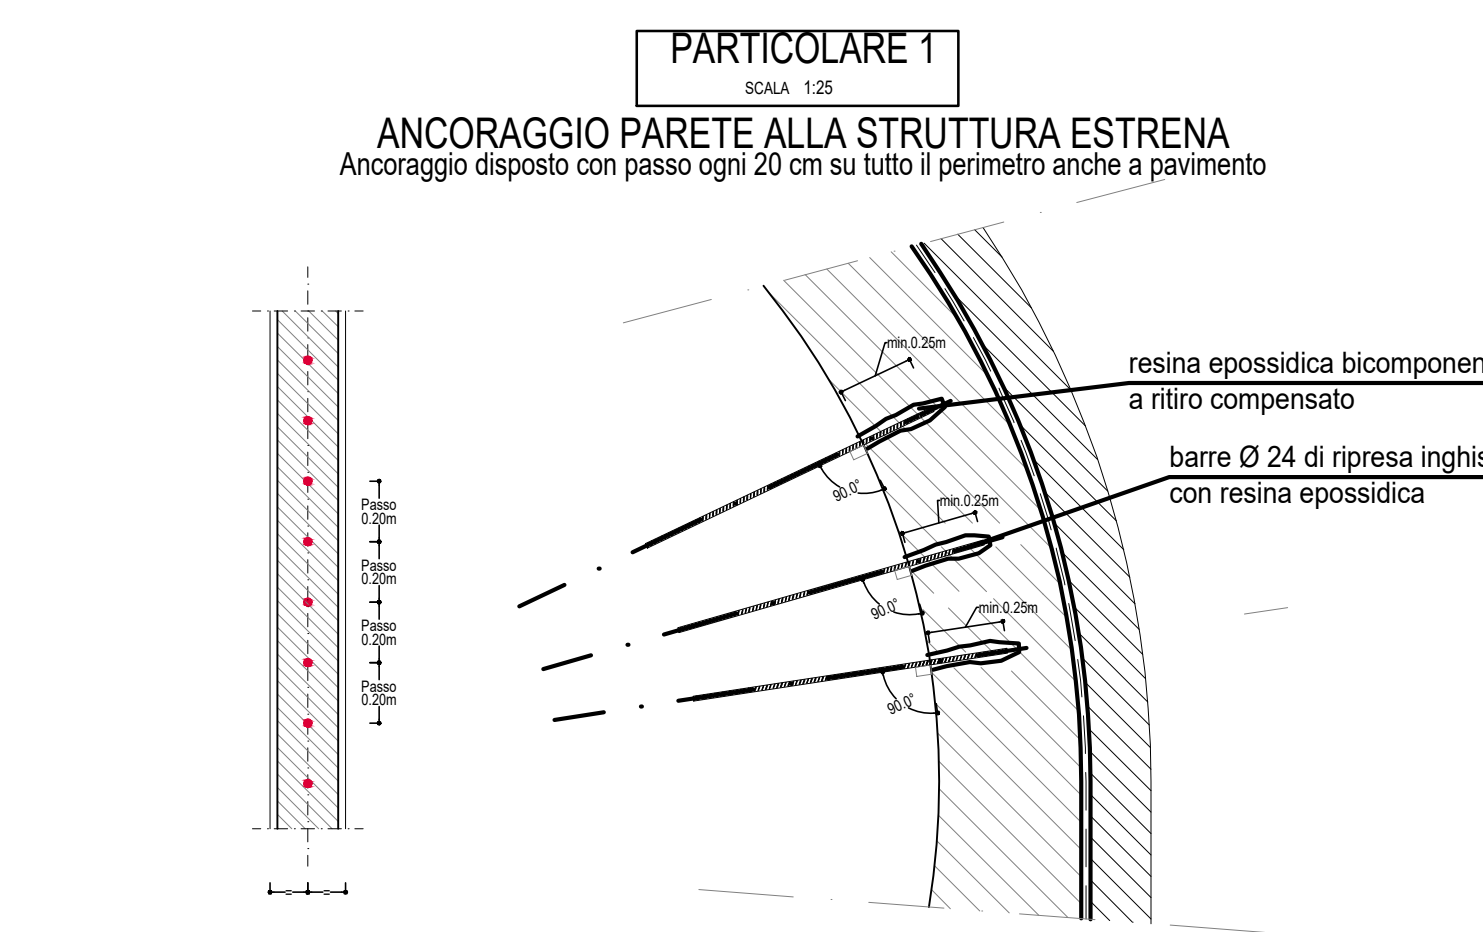 PARTICOLARE 1
SCALA 1:25
ANCORAGGIO PARETE ALLA STRUTTURA ESTRENA
Ancoraggio disposto con passo ogni 20 cm su tutto il perimetro anche a pavimento
min.0.25m
resina epossidica bicomponen
a ritiro compensato
barre Ø 24 di ripresa inghis
con resina epossidica
90.0°
min.0.25m
90.0°
min.0.25m
90.0°
Passo
0.20m
Passo
0.20m
Passo
0.20m
Passo
0.20m
= =